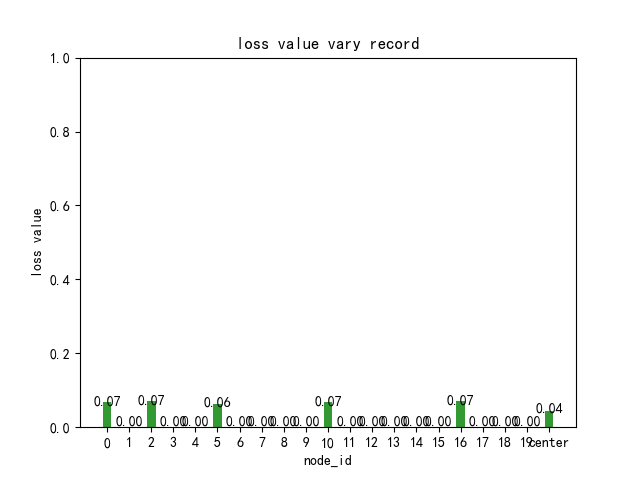 loss value vary record
1.0
0.8
0.6
0.4
0.2
0.0
loss value
0.07 0.00 0.07 0.00 0.00 0.06 0.00 0.00 0.00 0.00 0.07 0.00 0.00 0.00 0.00 0.00 0.07 0.00 0.00 0.00 0.04
0 1 2 3 4 5 6 7 8 9 10 11 12 13 14 15 16 17 18 19 center
node_id